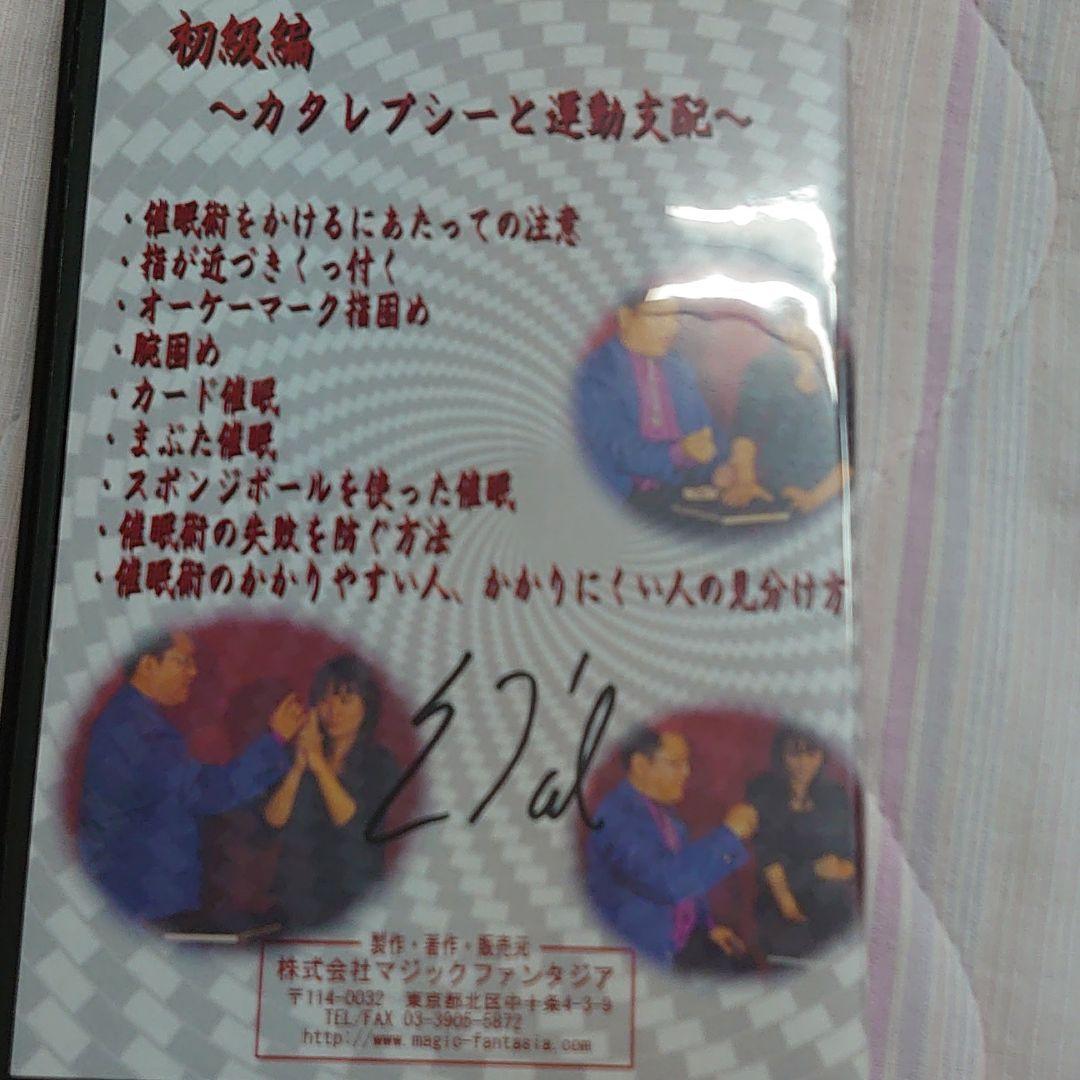 初級編
～カタレプシーと運動支配～
・催眠術をかけるにあたっての注意
・指が近づきくっ付く
・オーケーマーク指固め
・腕固め
・カード催眠
・まぶた催眠
・スポンジボールを使った催眠
・催眠術の失敗を防ぐ方法
・催眠術のかかりやすい人、かかりにくい人の見分け方
製作・著作・販売元
株式会社マジックファンタジア
〒114-0032 東京都北区中十条4-3-9
TEL/FAX 03-3905-5872
http://www.magic-fantasia.com